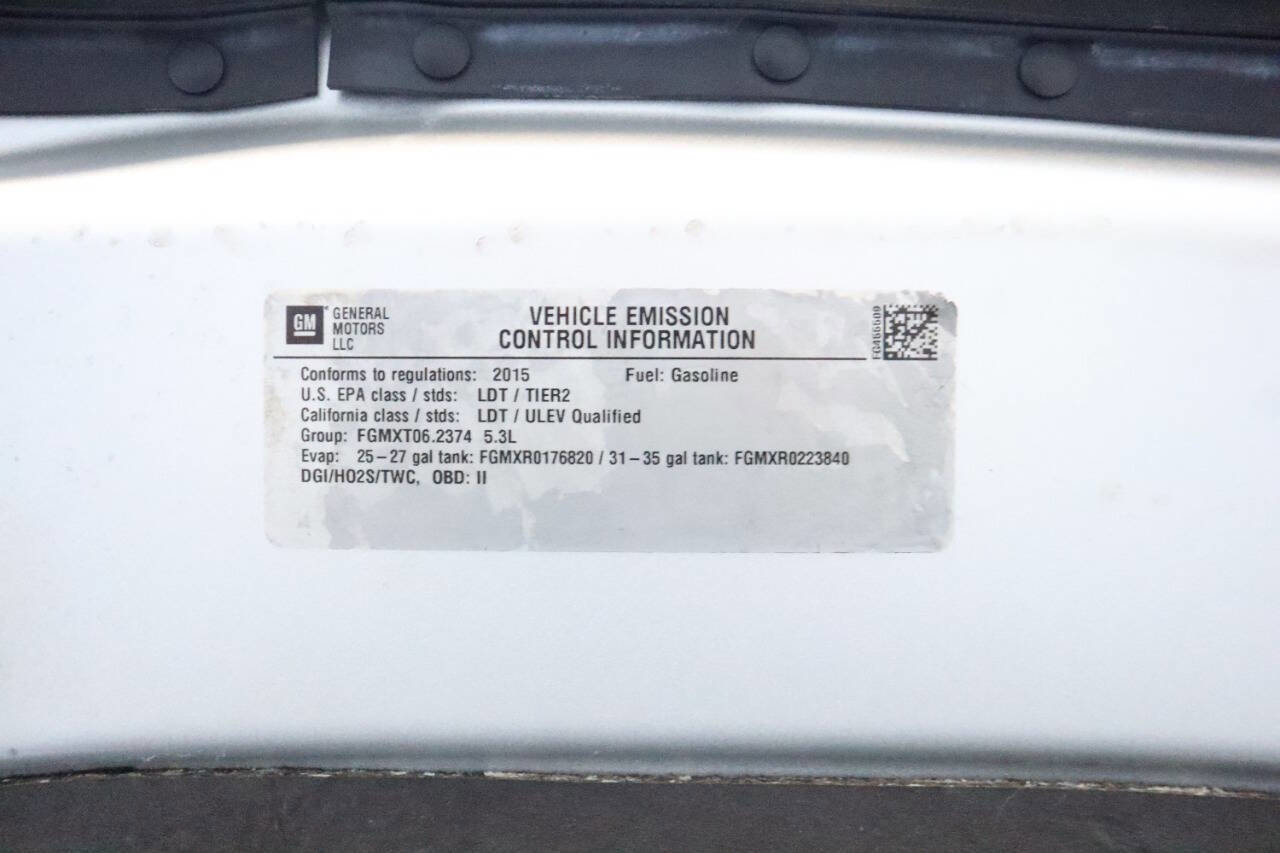 GM
GENERAL
MOTORS
LLC
VEHICLE EMISSION
CONTROL INFORMATION
Conforms to regulations: 2015 Fuel: Gasoline
U.S. EPA class / stds: LDT / TIER2
California class / stds: LDT / ULEV Qualified
Group: FGMXT06.2374 5.3L
Evap: 25–27 gal tank: FGMXR0176820 / 31–35 gal tank: FGMXR0223840
DGI/HO2S/TWC, OBD: II